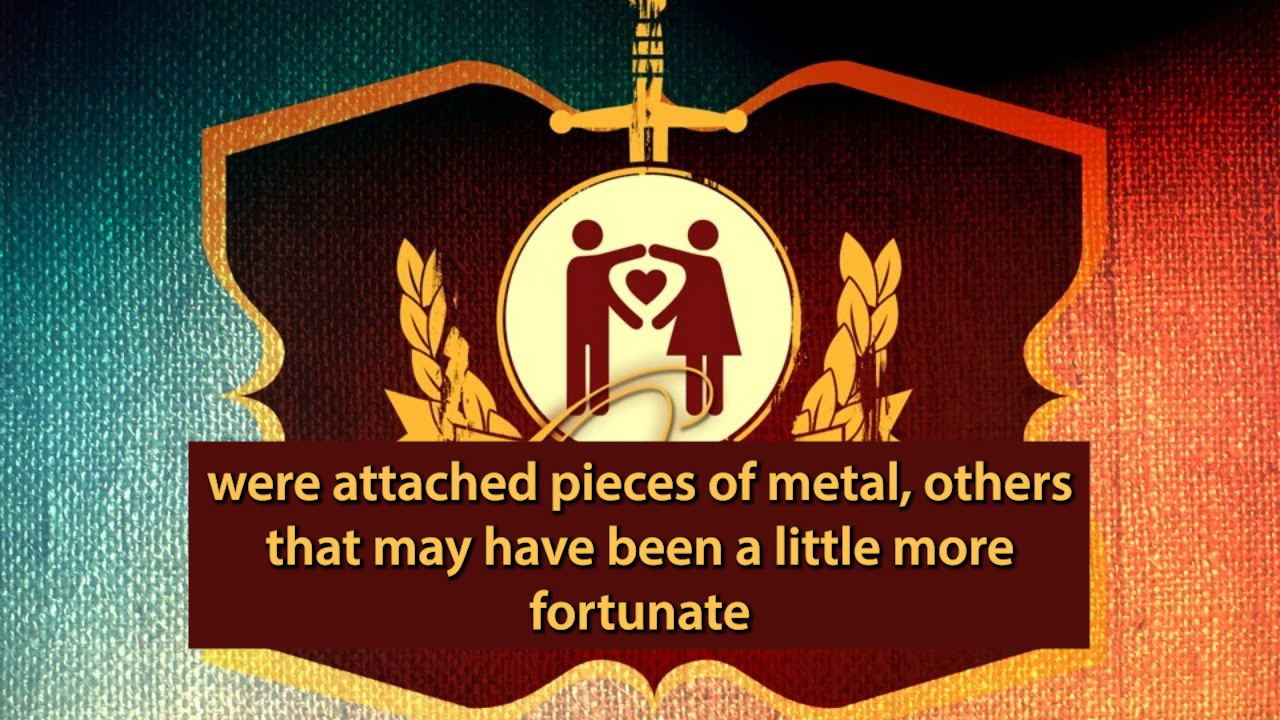 were attached pieces of metal, others
that may have been a little more
fortunate